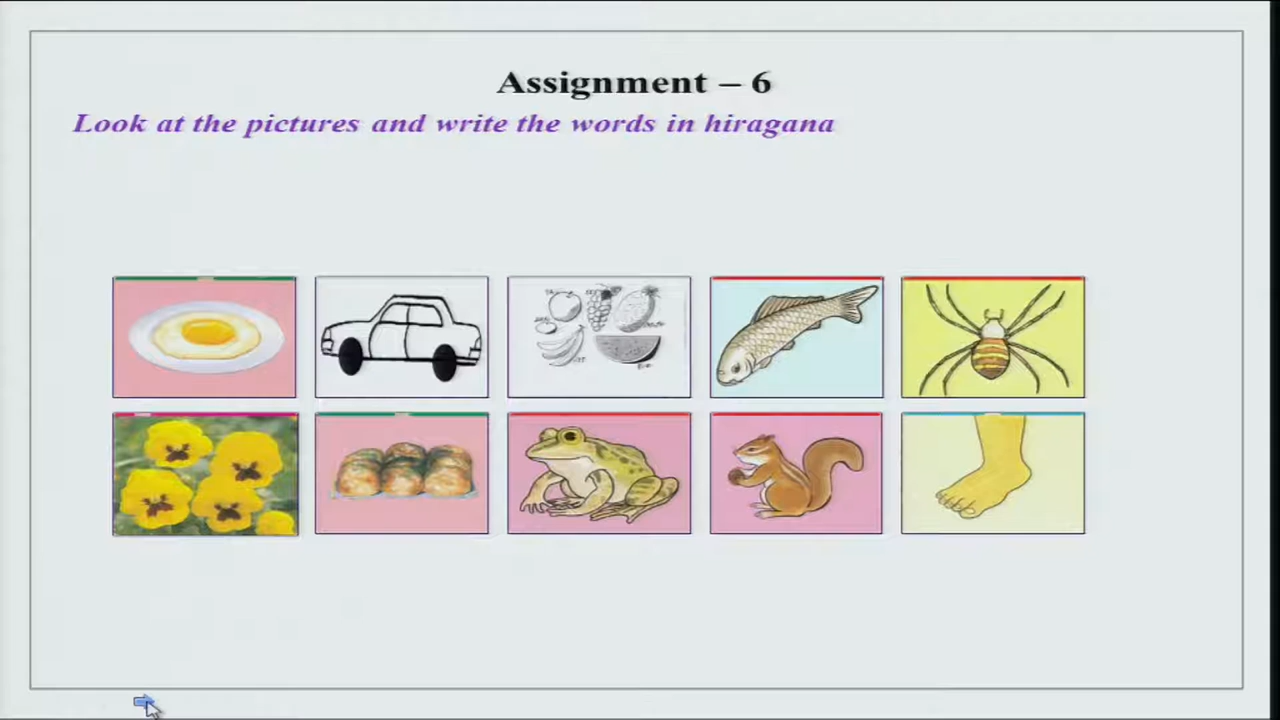 Assignment – 6
Look at the pictures and write the words in hiragana